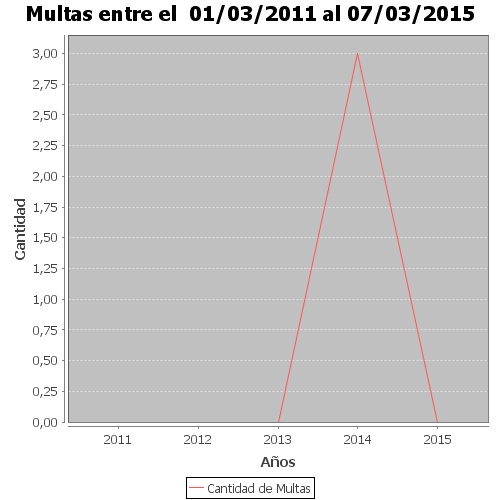 Multas entre el  01/03/2011 al 07/03/2015
3,00
2,75
2,50
2,25
2,00
1,75
1,50
1,25
1,00
0,75
0,50
0,25
0,00
Cantidad
2011 2012 2013 2014 2015
Años
Cantidad de Multas